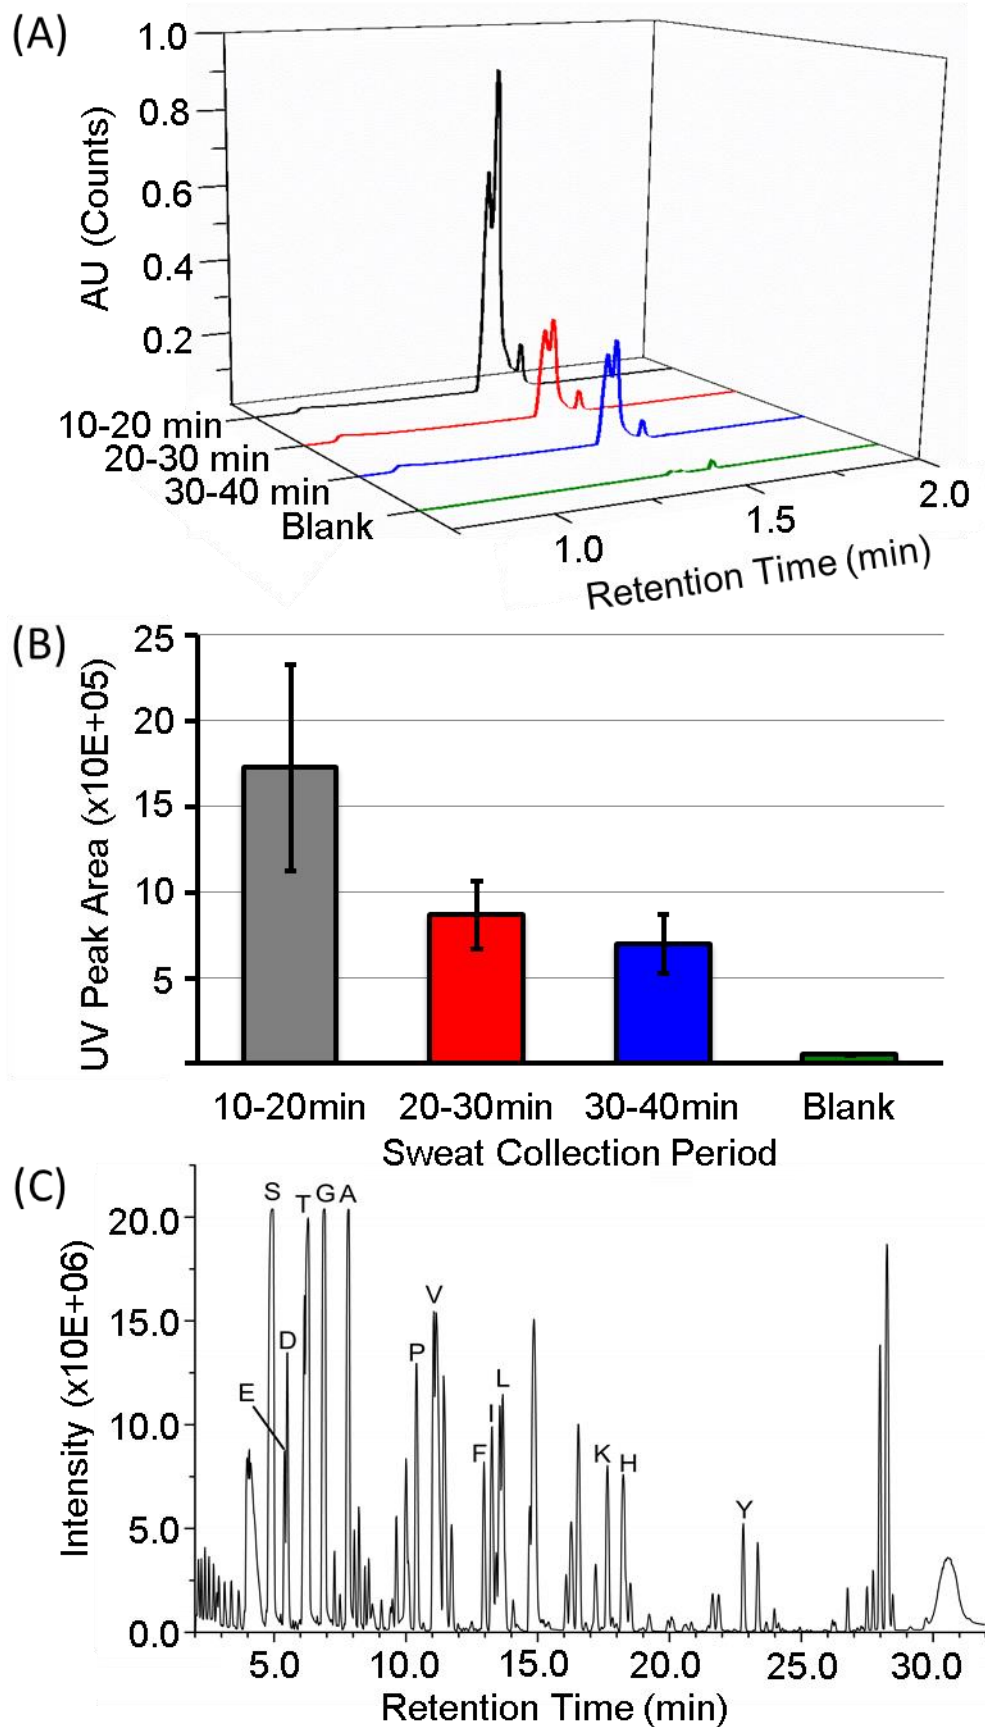 (A)
1.0
0.8
0.6
0.4
0.2
AU (Counts)
10-20 min
20-30 min
30-40 min
Blank
1.0
1.5
2.0
Retention Time (min)
(B)
25
20
15
10
5
UV Peak Area (x10E+05)
10-20min 20-30min 30-40min Blank
Sweat Collection Period
(C)
20.0
15.0
10.0
5.0
0.0
Intensity (x10E+06)
S
T
G
A
D
E
V
P
L
I
F
K
H
Y
5.0 10.0 15.0 20.0 25.0 30.0
Retention Time (min)